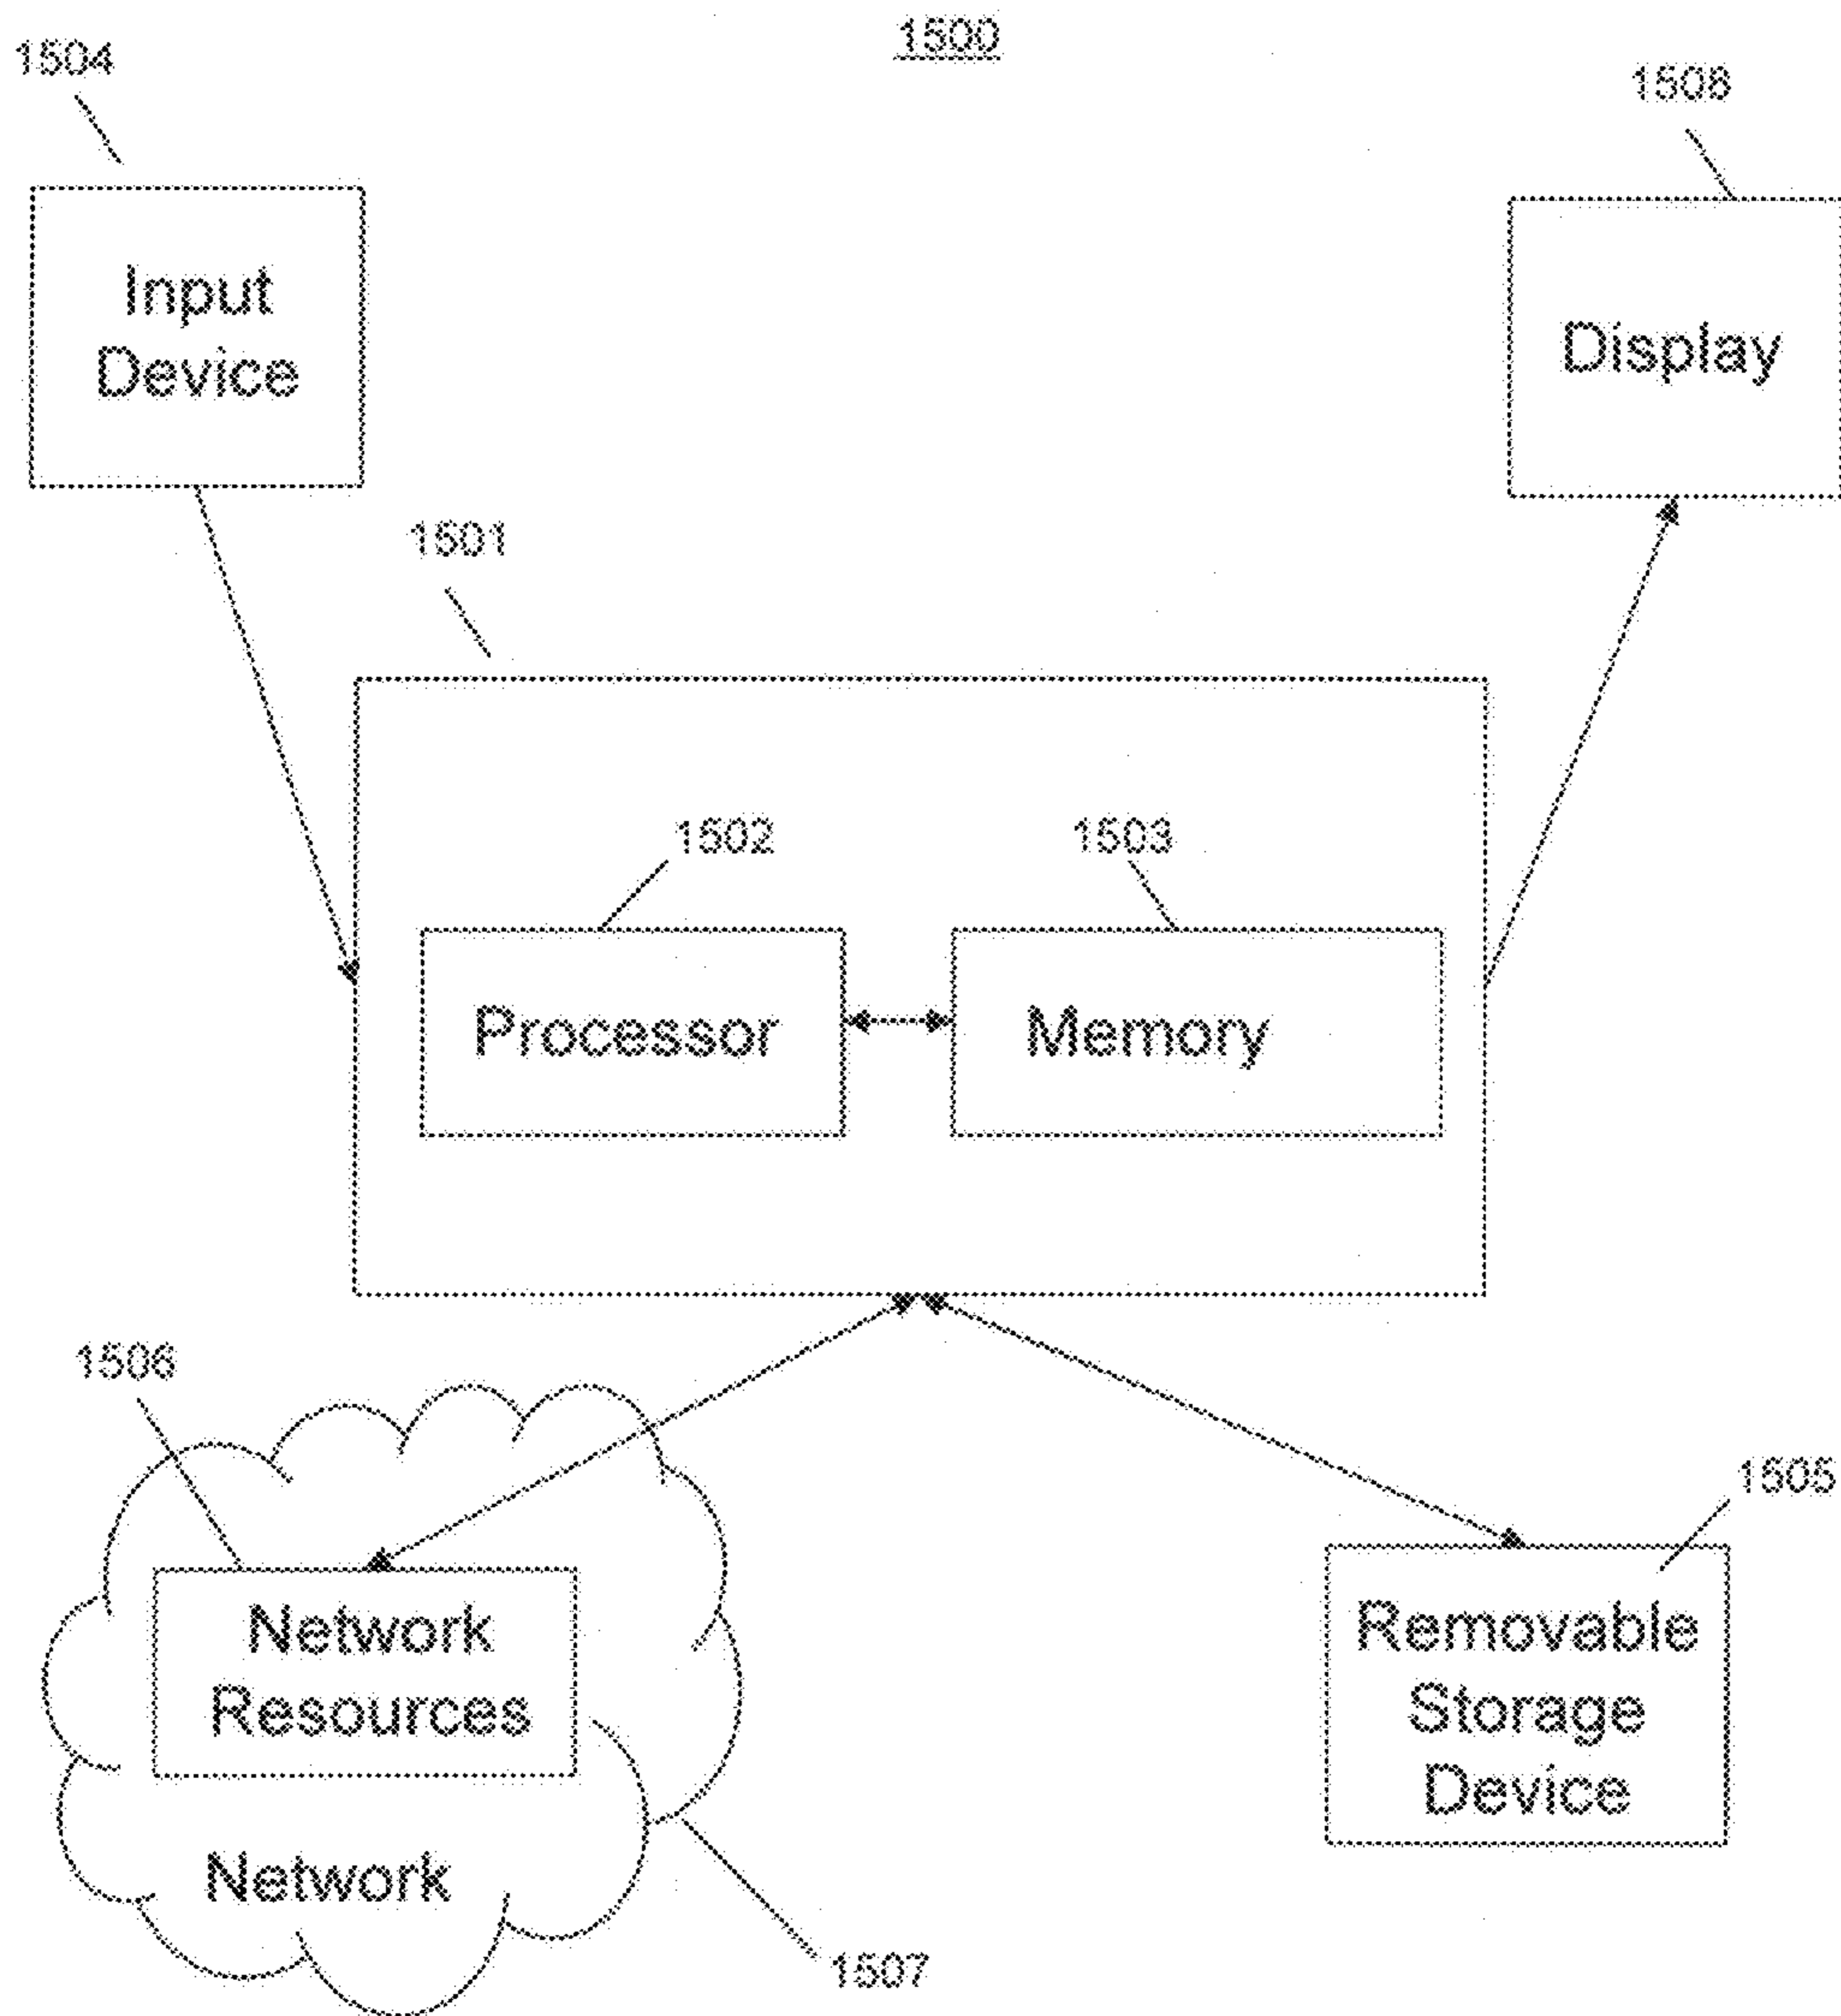 1500
1504
1508
Input
Device
Display
1501
1502
1503
Processor
Memory
1506
1505
Network
Resources
Removable
Storage
Device
Network
1507